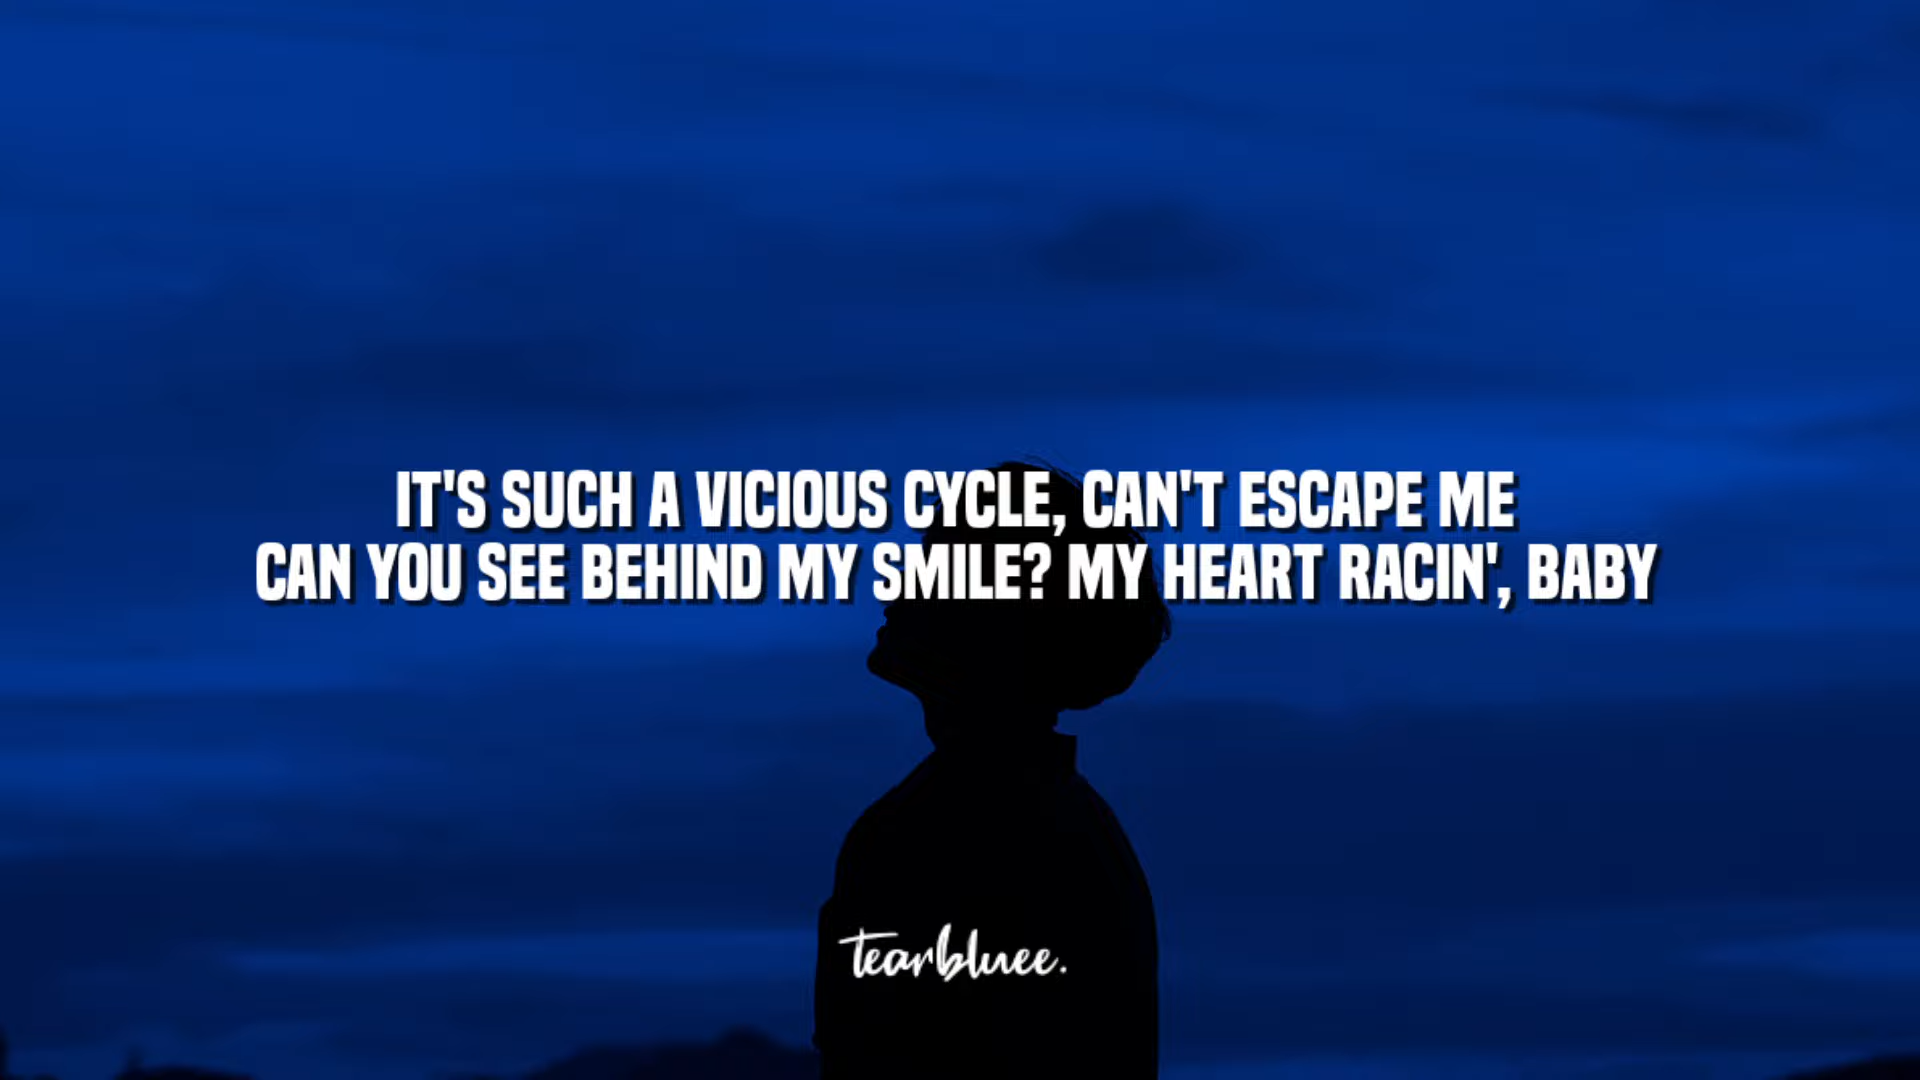 IT'S SUCH A VICIOUS CYCLE, CAN'T ESCAPE ME
CAN YOU SEE BEHIND MY SMILE? MY HEART RACIN', BABY
tearbluee.